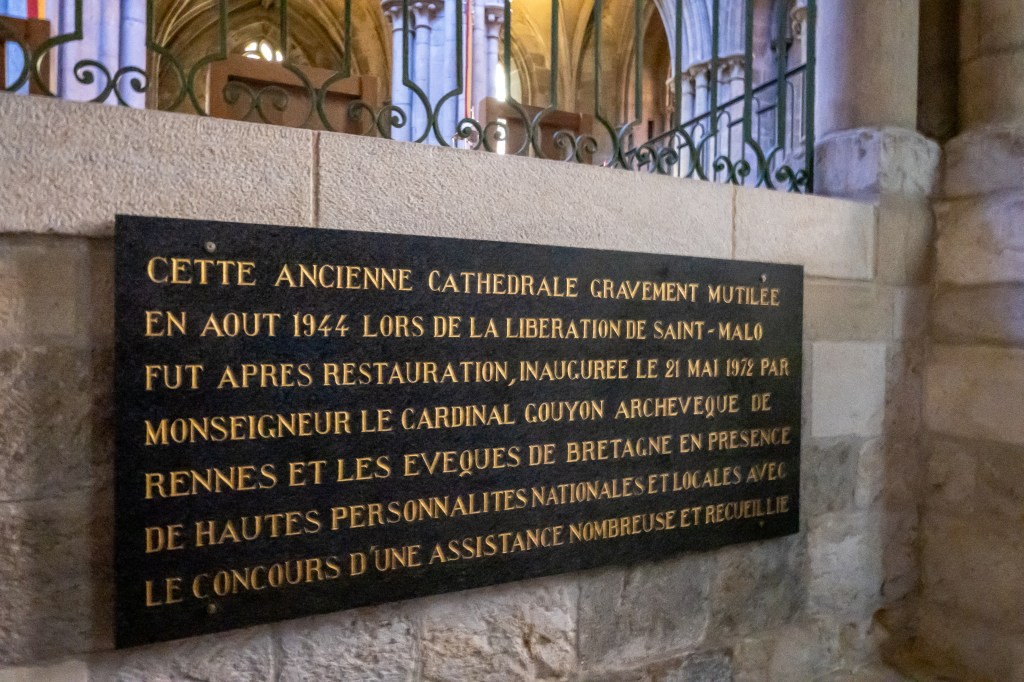 CETTE ANCIENNE CATHEDRALE GRAVEMENT MUTILÉE
EN AOUT 1944 LORS DE LA LIBERATION DE SAINT-MALO
FUT APRES RESTAURATION, INAUGUREE LE 21 MAI 1972 PAR
MONSEIGNEUR LE CARDINAL GOUYON ARCHEVEQUE DE
RENNES ET LES EVEQUES DE BRETAGNE EN PRESENCE
DE HAUTES PERSONNALITES NATIONALES ET LOCALES AVEC
LE CONCOURS D'UNE ASSISTANCE NOMBREUSE ET RECUEILLIE